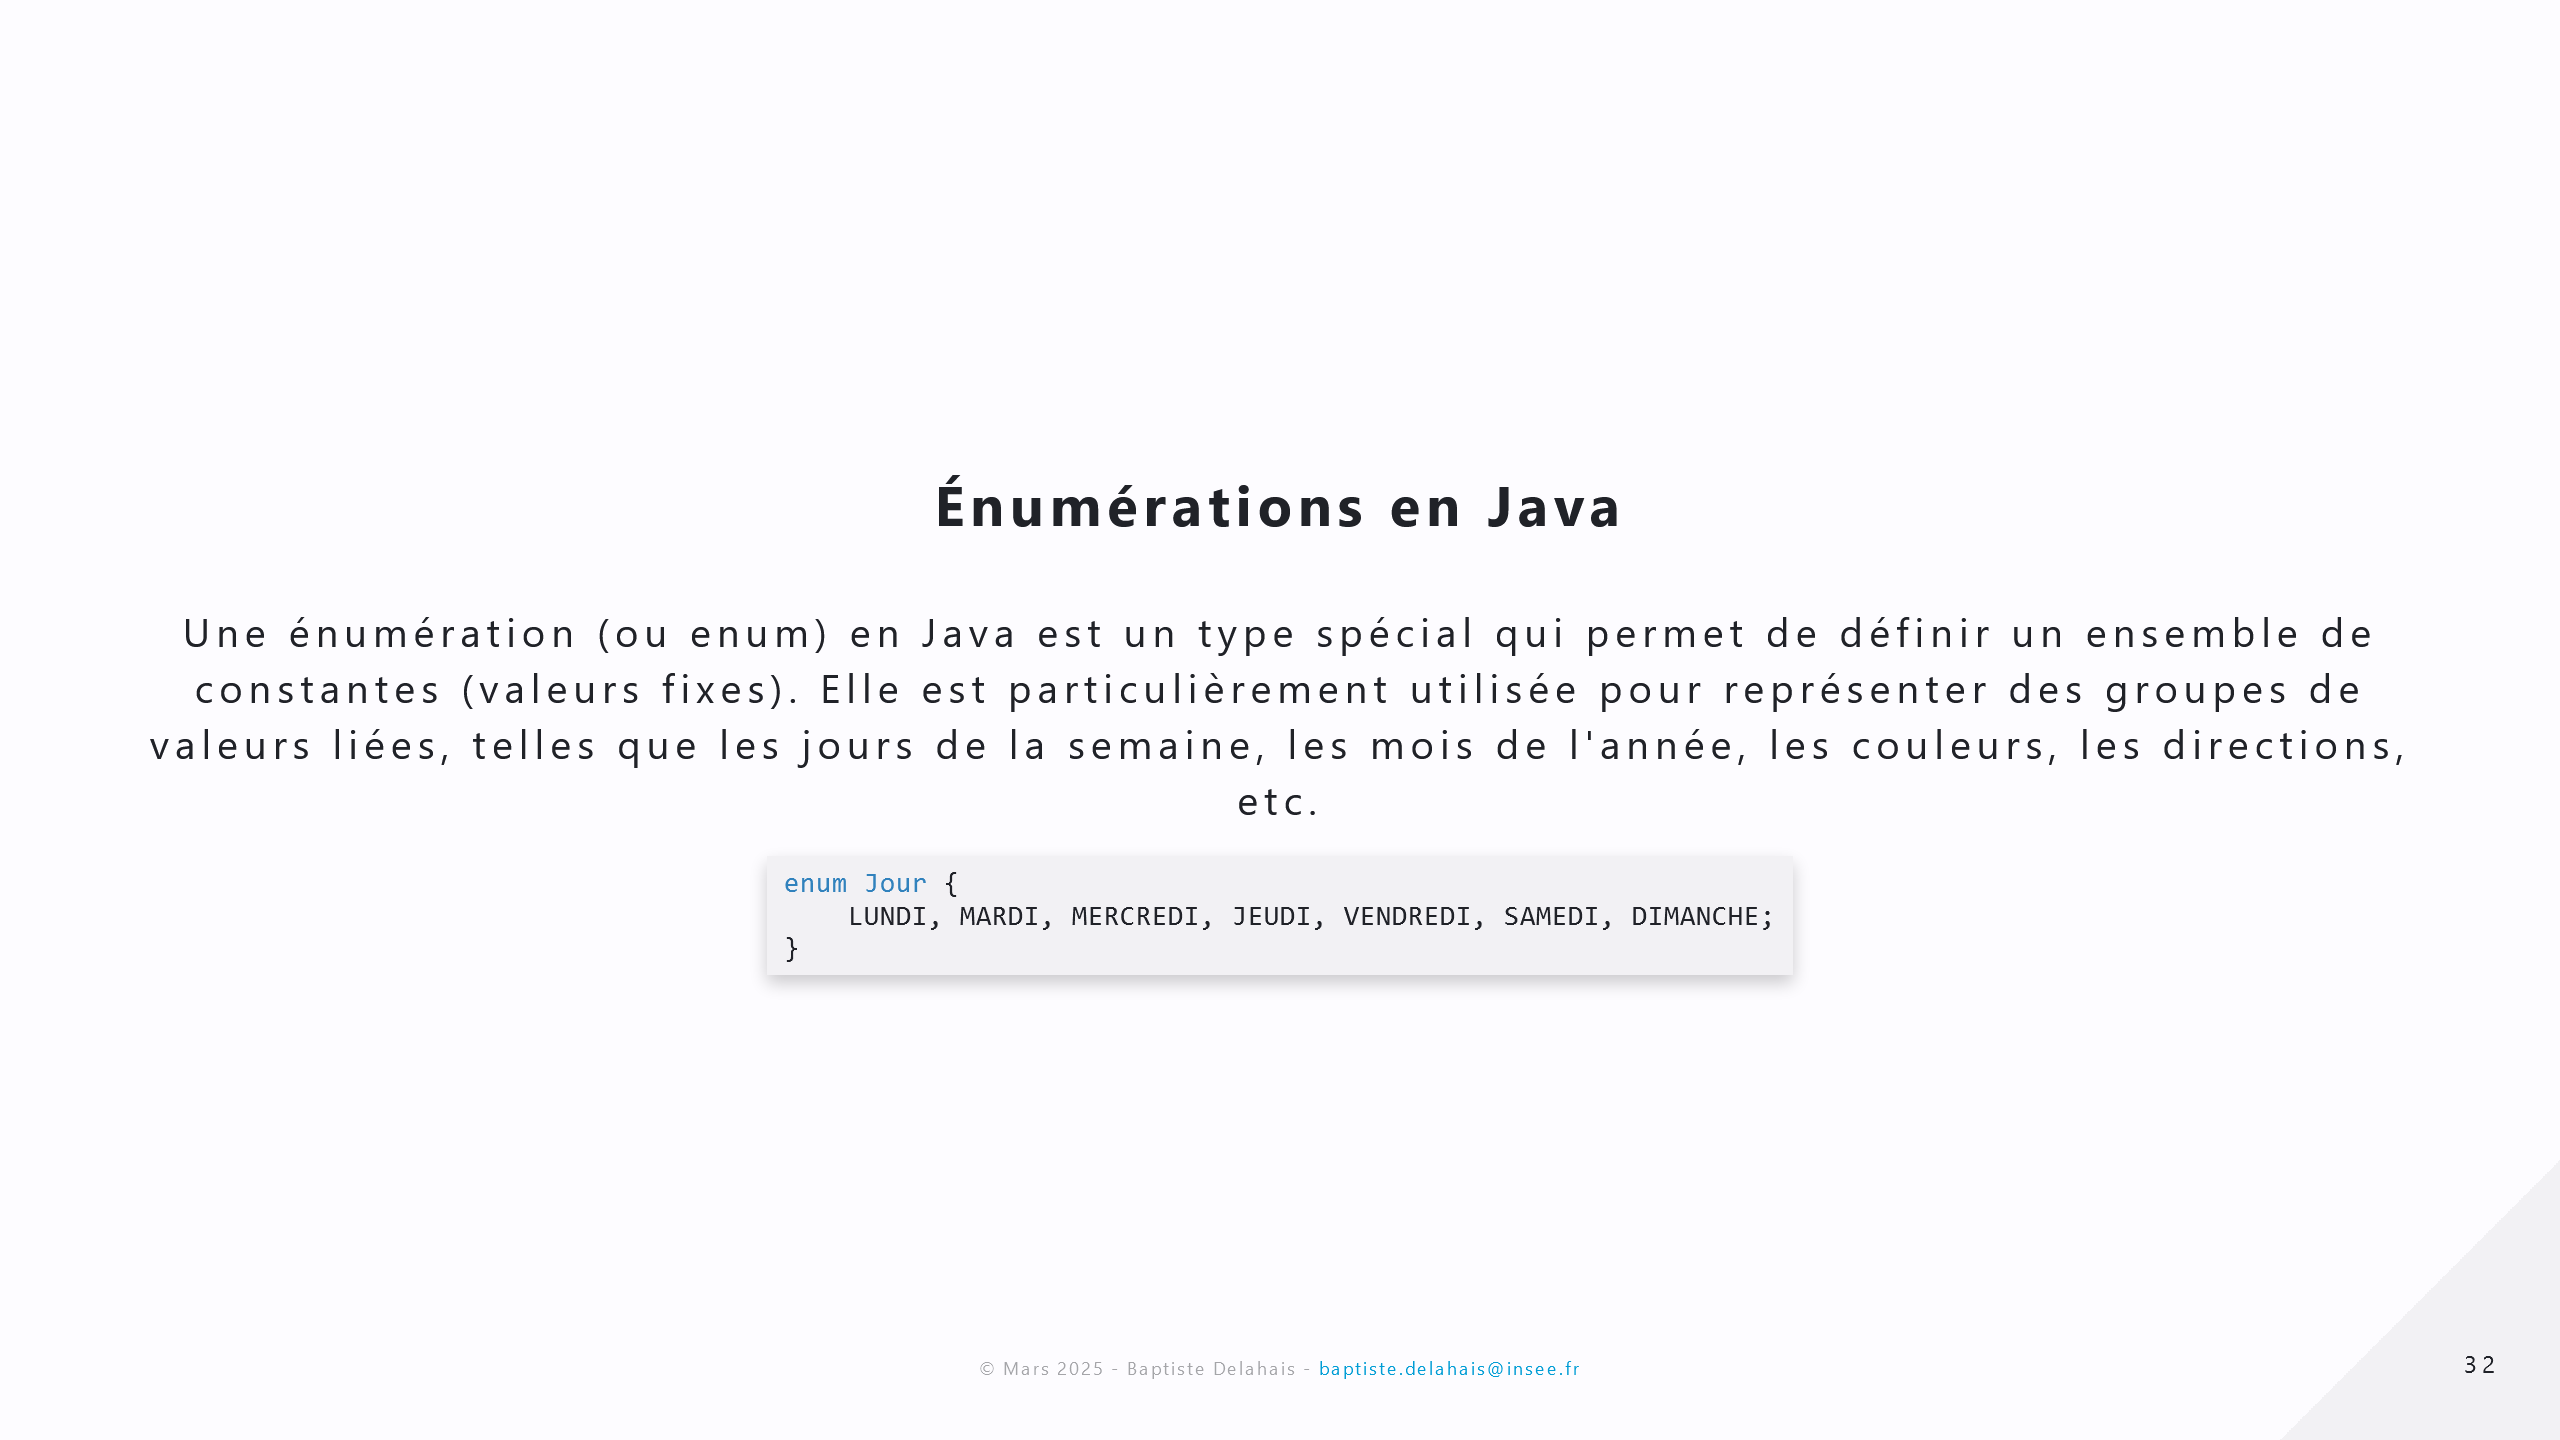 Énumérations en Java
Une énumération (ou enum) en Java est un type spécial qui permet de définir un ensemble de
constantes (valeurs fixes). Elle est particulièrement utilisée pour représenter des groupes de
valeurs liées, telles que les jours de la semaine, les mois de l'année, les couleurs, les directions,
etc.
enum Jour {
    LUNDI, MARDI, MERCREDI, JEUDI, VENDREDI, SAMEDI, DIMANCHE;
}
© Mars 2025 - Baptiste Delahais - baptiste.delahais@insee.fr
32